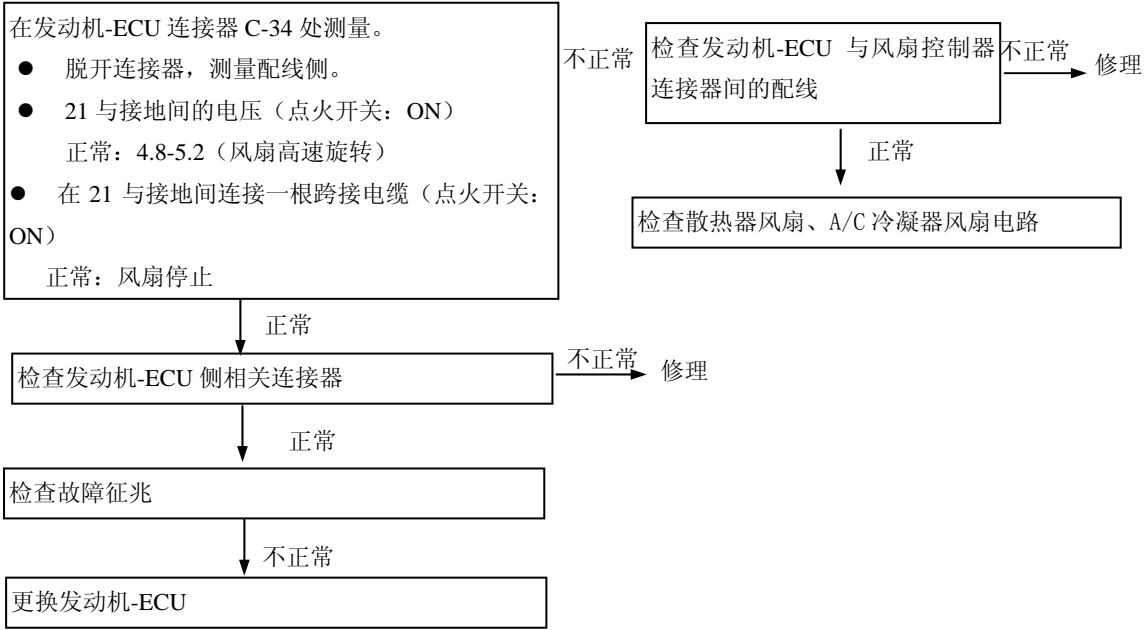 在发动机-ECU 连接器 C-34 处测量。
● 脱开连接器，测量配线侧。
● 21 与接地间的电压（点火开关：ON）
正常：4.8-5.2（风扇高速旋转）
● 在 21 与接地间连接一根跨接电缆（点火开关：
ON）
正常：风扇停止
不正常
检查发动机-ECU 与风扇控制器
连接器间的配线
不正常
修理
正常
检查散热器风扇、A/C 冷凝器风扇电路
正常
检查发动机-ECU 侧相关连接器
不正常
修理
正常
检查故障征兆
不正常
更换发动机-ECU